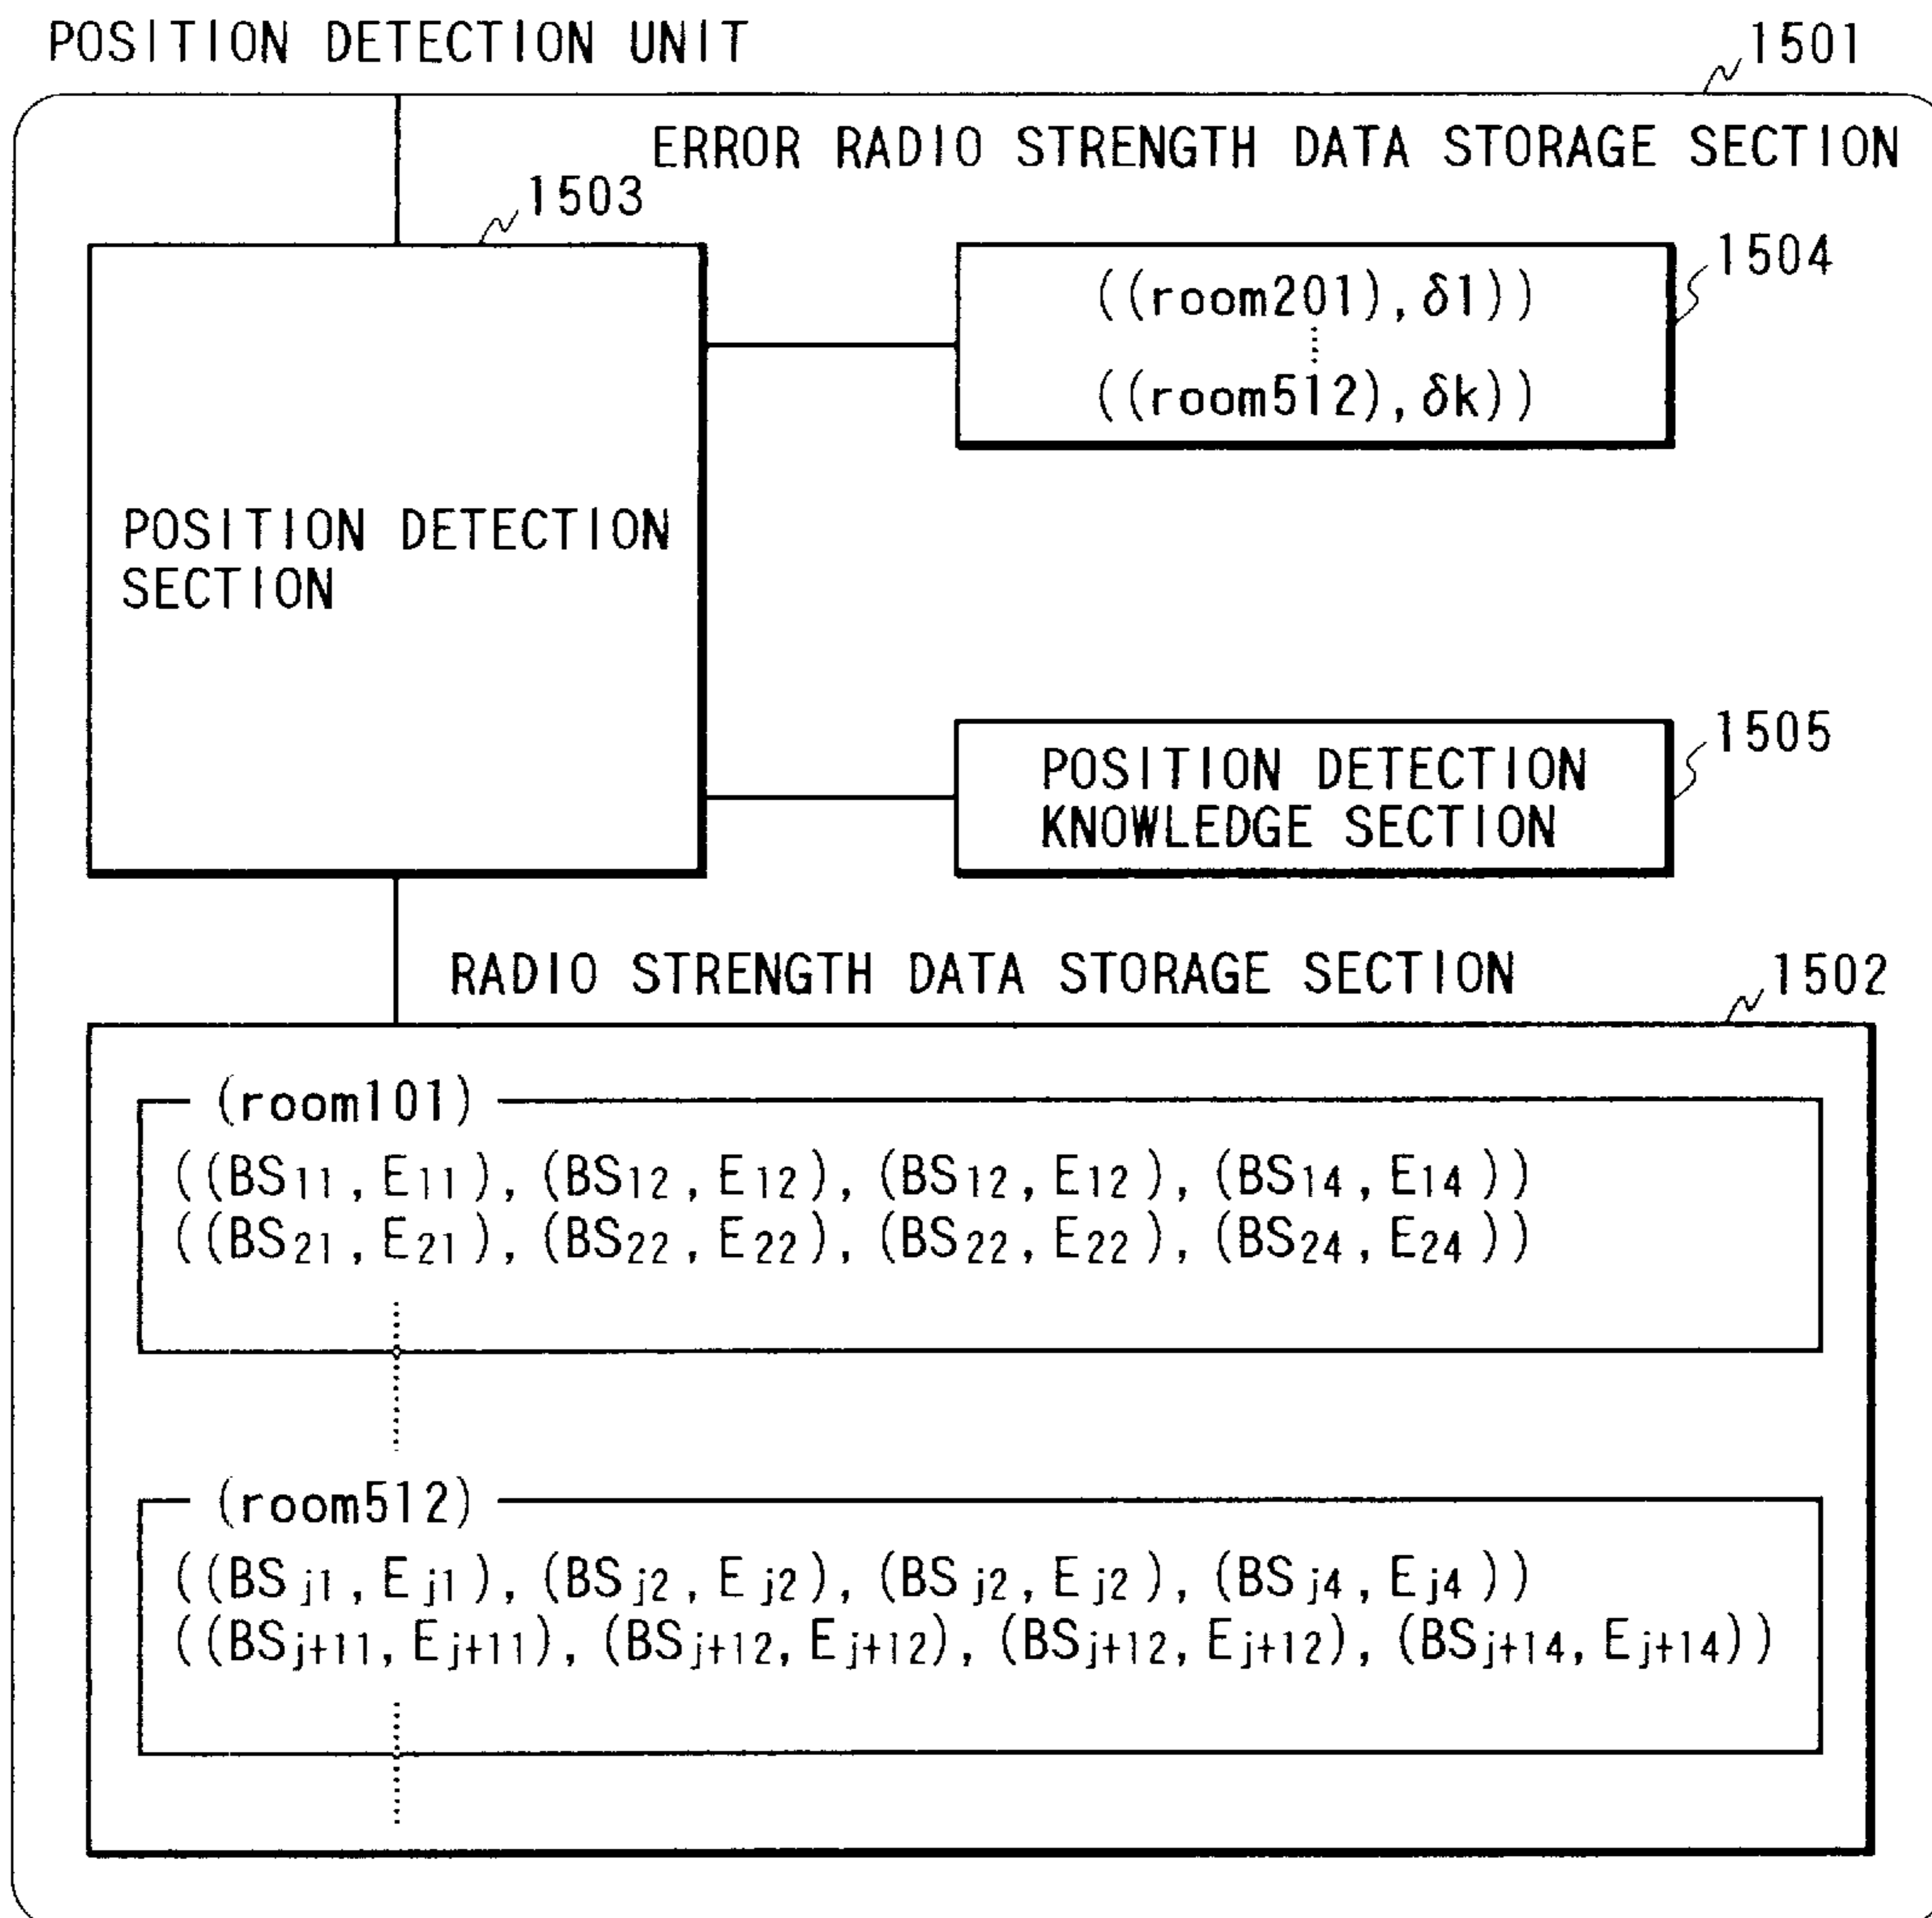 POSITION DETECTION UNIT
1501
ERROR RADIO STRENGTH DATA STORAGE SECTION
1503
1504
((room201),δ1))
((room512),δk))
POSITION DETECTION
SECTION
1505
POSITION DETECTION
KNOWLEDGE SECTION
RADIO STRENGTH DATA STORAGE SECTION
1502
(room101)
((BS11,E11),(BS12,E12),(BS12,E12),(BS14,E14))
((BS21,E21),(BS22,E22),(BS22,E22),(BS24,E24))
(room512)
((BSj1,Ej1),(BSj2,Ej2),(BSj2,Ej2),(BSj4,Ej4))
((BSj+11,Ej+11),(BSj+12,Ej+12),(BSj+12,Ej+12),(BSj+14,Ej+14))